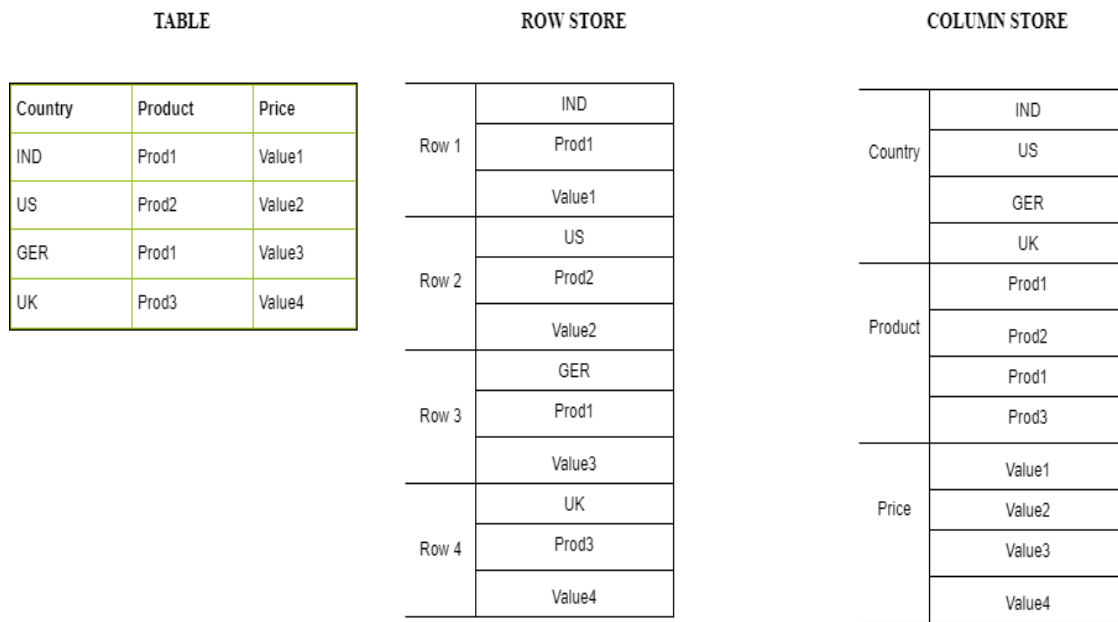 TABLE
Country Product Price
IND Prod1 Value1
US Prod2 Value2
GER Prod1 Value3
UK Prod3 Value4
ROW STORE
Row 1
IND
Prod1
Value1
Row 2
US
Prod2
Value2
Row 3
GER
Prod1
Value3
Row 4
UK
Prod3
Value4
COLUMN STORE
Country
IND
US
GER
UK
Product
Prod1
Prod2
Prod1
Prod3
Price
Value1
Value2
Value3
Value4